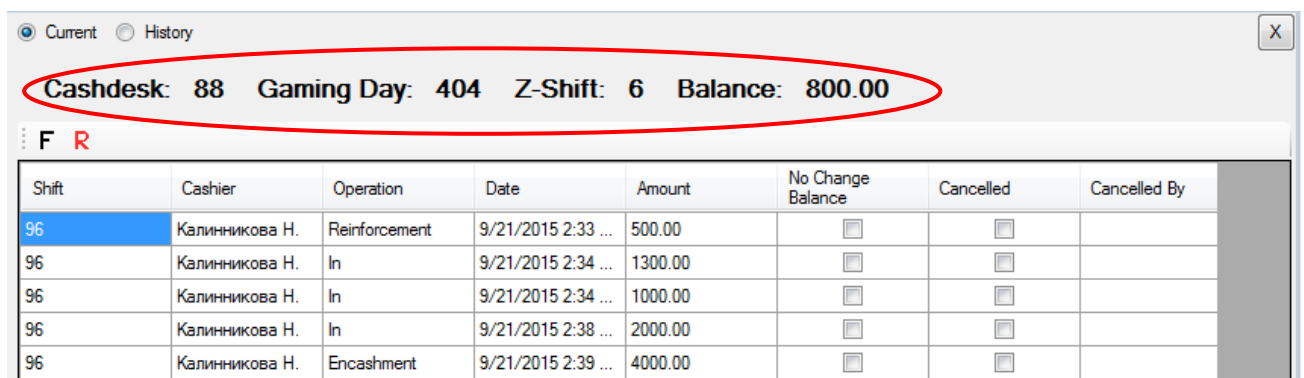 Current History X
Cashdesk: 88 Gaming Day: 404 Z-Shift: 6 Balance: 800.00
F R
Shift Cashier Operation Date Amount No Change Balance Cancelled Cancelled By
96 Калинникова Н. Reinforcement 9/21/2015 2:33 ... 500.00
96 Калинникова Н. In 9/21/2015 2:34 ... 1300.00
96 Калинникова Н. In 9/21/2015 2:34 ... 1000.00
96 Калинникова Н. In 9/21/2015 2:38 ... 2000.00
96 Калинникова Н. Encashment 9/21/2015 2:39 ... 4000.00